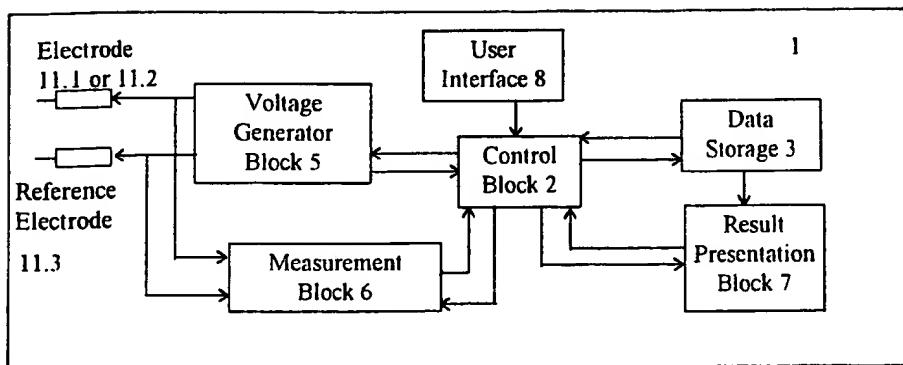 Electrode
11.1 or 11.2
Reference
Electrode
11.3
Voltage
Generator
Block 5
Measurement
Block 6
User
Interface 8
Control
Block 2
1
Data
Storage 3
Result
Presentation
Block 7